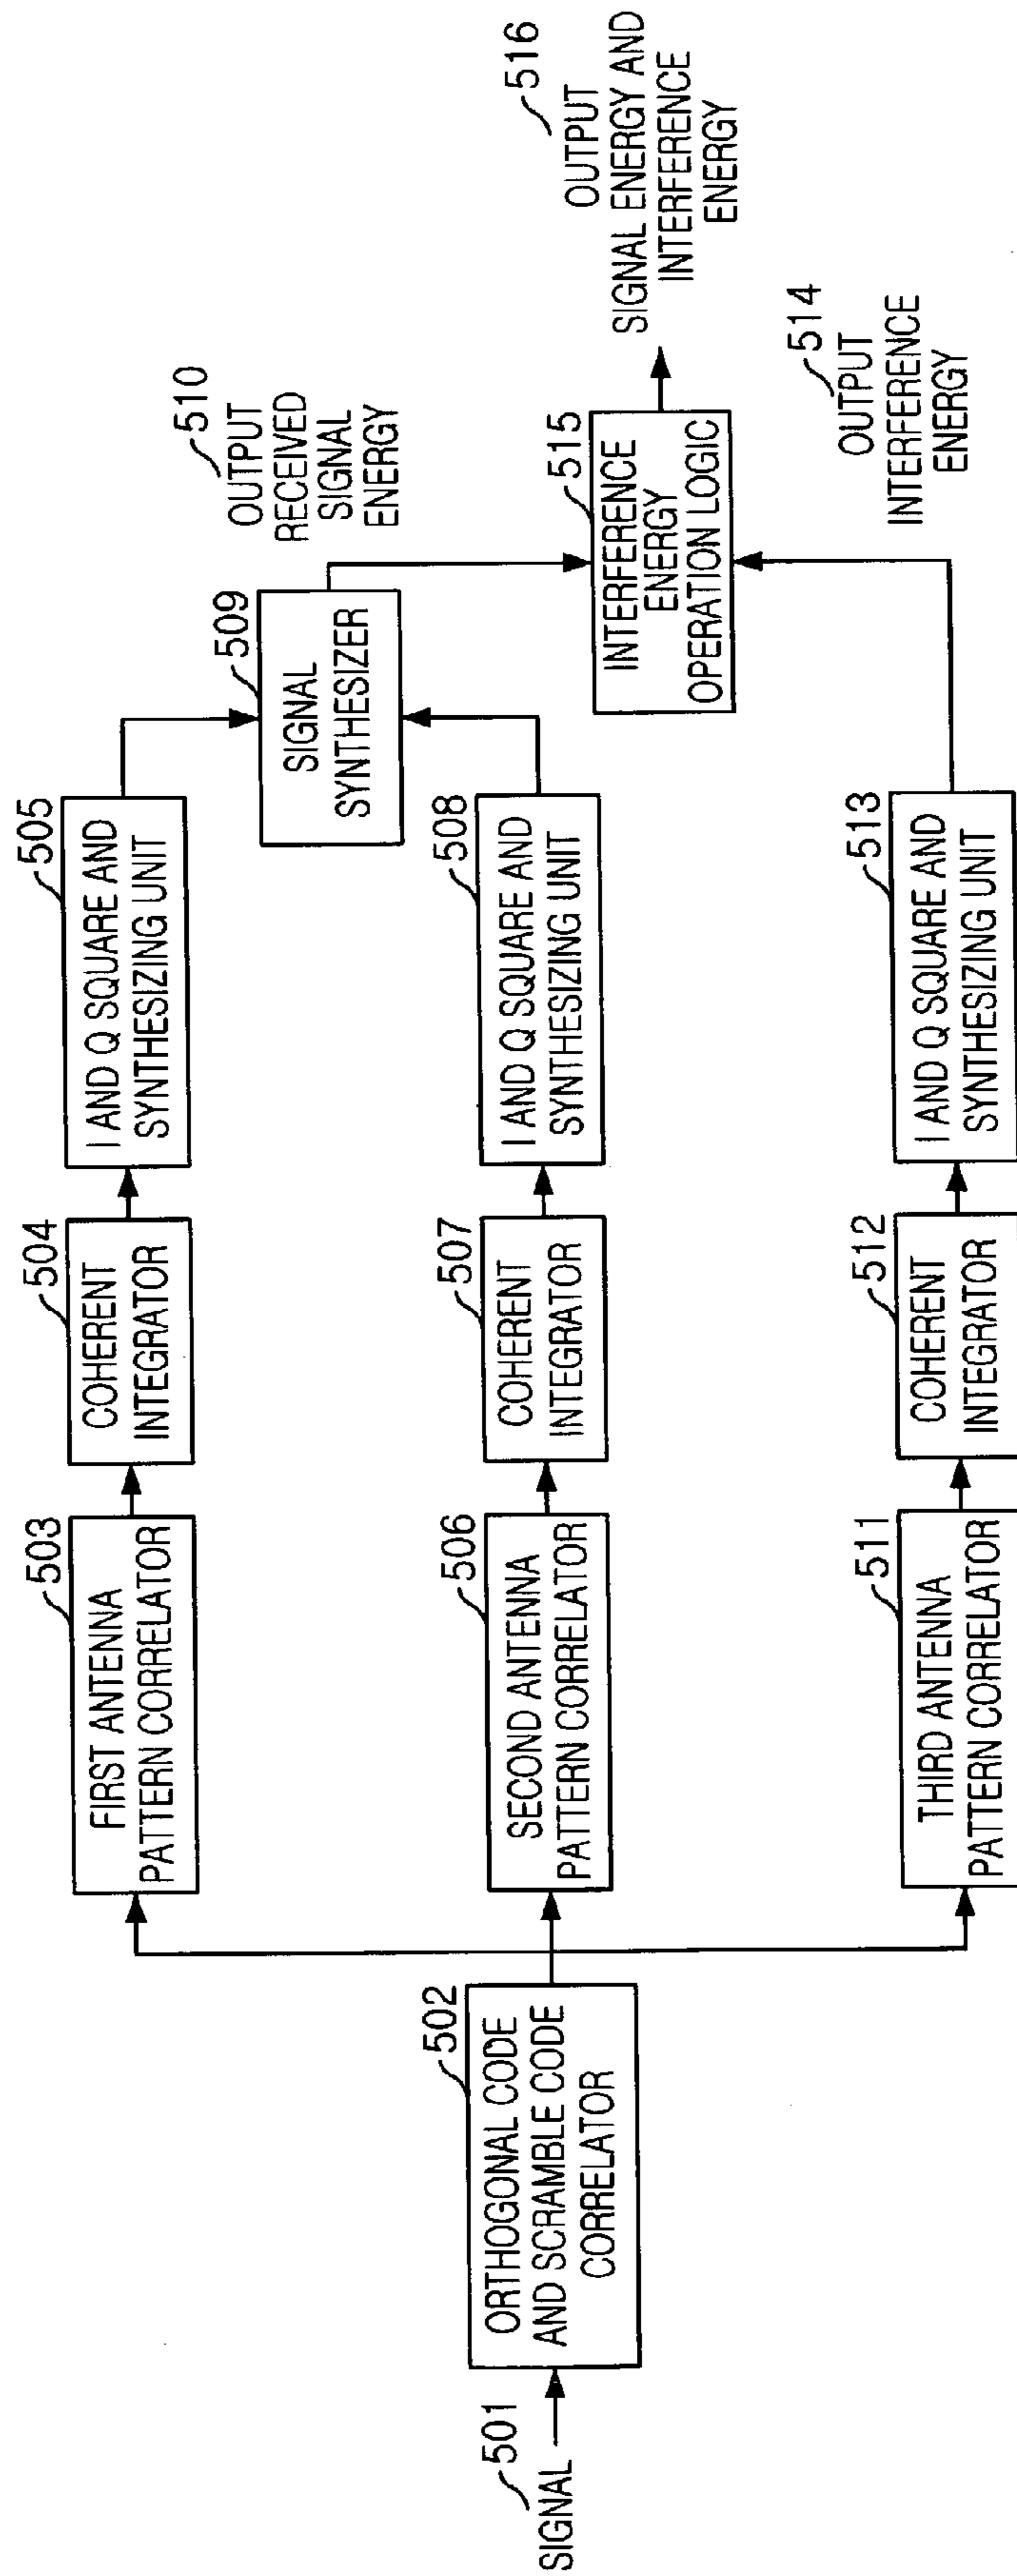 501
SIGNAL
502
ORTHOGONAL CODE
AND SCRAMBLE CODE
CORRELATOR
503
FIRST ANTENNA
PATTERN CORRELATOR
504
COHERENT
INTEGRATOR
505
I AND Q SQUARE AND
SYNTHESIZING UNIT
506
SECOND ANTENNA
PATTERN CORRELATOR
507
COHERENT
INTEGRATOR
508
I AND Q SQUARE AND
SYNTHESIZING UNIT
509
SIGNAL
SYNTHESIZER
510
OUTPUT
RECEIVED
SIGNAL
ENERGY
511
THIRD ANTENNA
PATTERN CORRELATOR
512
COHERENT
INTEGRATOR
513
I AND Q SQUARE AND
SYNTHESIZING UNIT
514
OUTPUT
INTERFERENCE
ENERGY
515
INTERFERENCE
ENERGY
OPERATION LOGIC
516
OUTPUT
SIGNAL ENERGY AND
INTERFERENCE
ENERGY